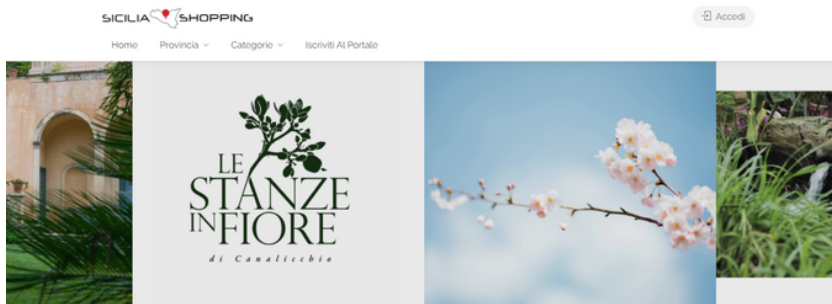 SICILIA SHOPPING
Accedi
Home Provincia Categorie Iscriviti Al Portale
LE
STANZE
IN FIORE
di Canalicchio